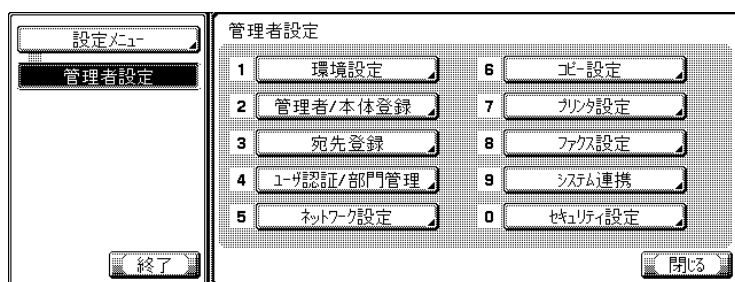 設定ﾒﾆｭｰ
管理者設定
管理者設定
1 環境設定
2 管理者/本体登録
3 宛先登録
4 ﾕｰｻﾞ認証/部門管理
5 ﾈｯﾄﾜｰｸ設定
6 ｺﾋﾟｰ設定
7 ﾌﾟﾘﾝﾀ設定
8 ﾌｧｸｽ設定
9 ｼｽﾃﾑ連携
0 ｾｷｭﾘﾃｨ設定
終了
閉じる